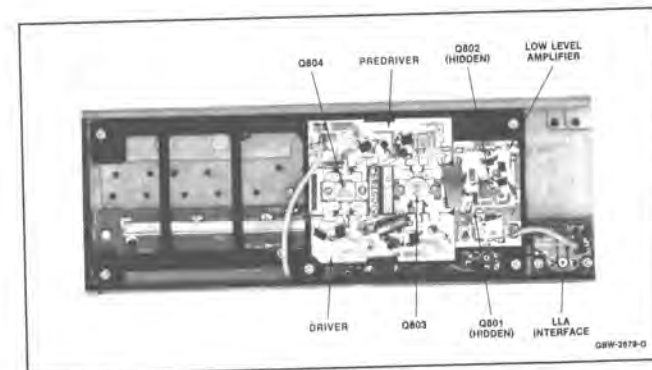 Q804
PREDRIVER
Q802
(HIDDEN)
LOW LEVEL
AMPLIFIER
DRIVER
Q803
Q801
(HIDDEN)
LLA
INTERFACE